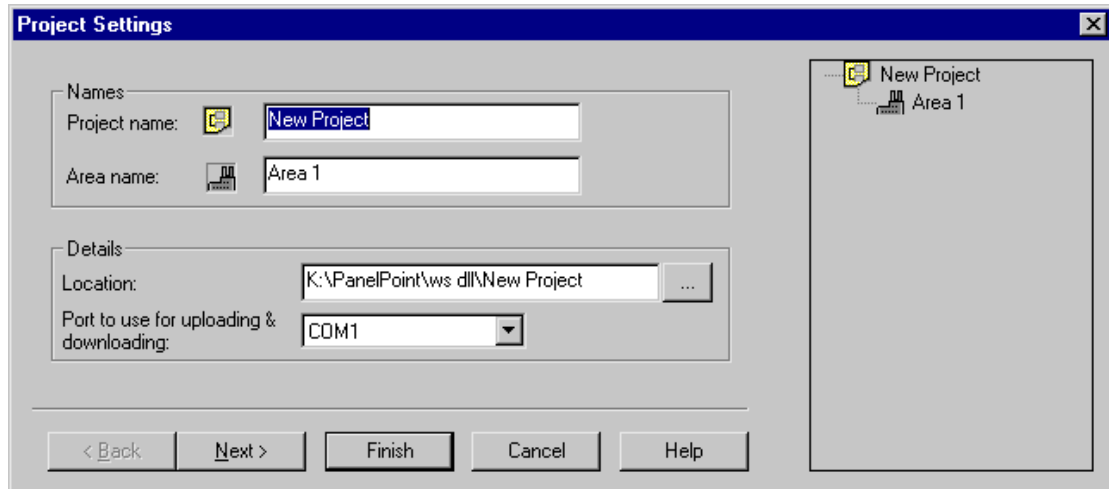 Project Settings
Names
Project name:
New Project
Area name:
Area 1
Details
Location:
K:\PanelPoint\ws dll\New Project
...
Port to use for uploading &
downloading:
COM1
< Back
Next >
Finish
Cancel
Help
New Project
Area 1